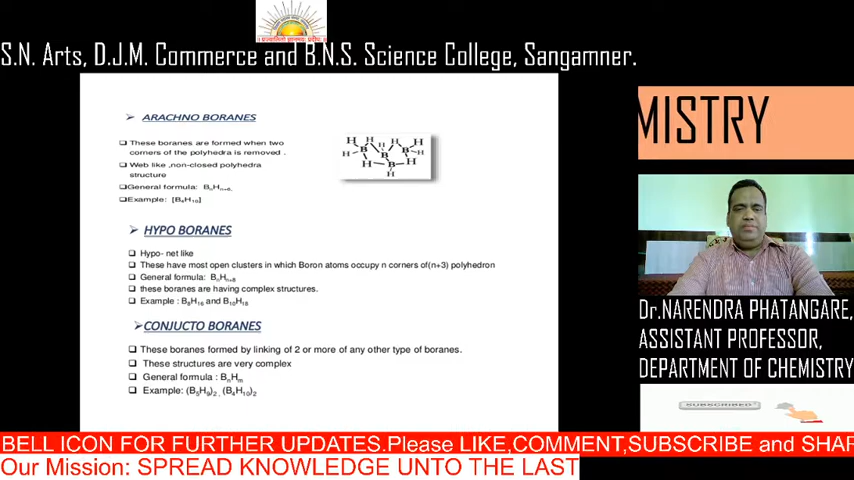 S.N. Arts, D.J.M. Commerce and B.N.S. Science College, Sangamner.
MISTRY
➢ ARACHNO BORANES
❑ These boranes are formed when two
corners of the polyhedra is removed .
❑ Web like ,non-closed polyhedra
structure
❑General formula: BnHn+6.
❑Example: [B4H10]
H H H H H
H B B B H
H B H
H
➢ HYPO BORANES
❑ Hypo- net like
❑ These have most open clusters in which Boron atoms occupy n corners of(n+3) polyhedron
❑ General formula: BnHn+8
❑ these boranes are having complex structures.
❑ Example : B8H16 and B10H18
➢CONJUCTO BORANES
❑ These boranes formed by linking of 2 or more of any other type of boranes.
❑ These structures are very complex
❑ General formula : BnHm
❑ Example: (B5H9)2 , (B4H10)2
Dr.NARENDRA PHATANGARE,
ASSISTANT PROFESSOR,
DEPARTMENT OF CHEMISTRY
SUBSCRIBED
BELL ICON FOR FURTHER UPDATES.Please LIKE,COMMENT,SUBSCRIBE and SHAR
Our Mission: SPREAD KNOWLEDGE UNTO THE LAST